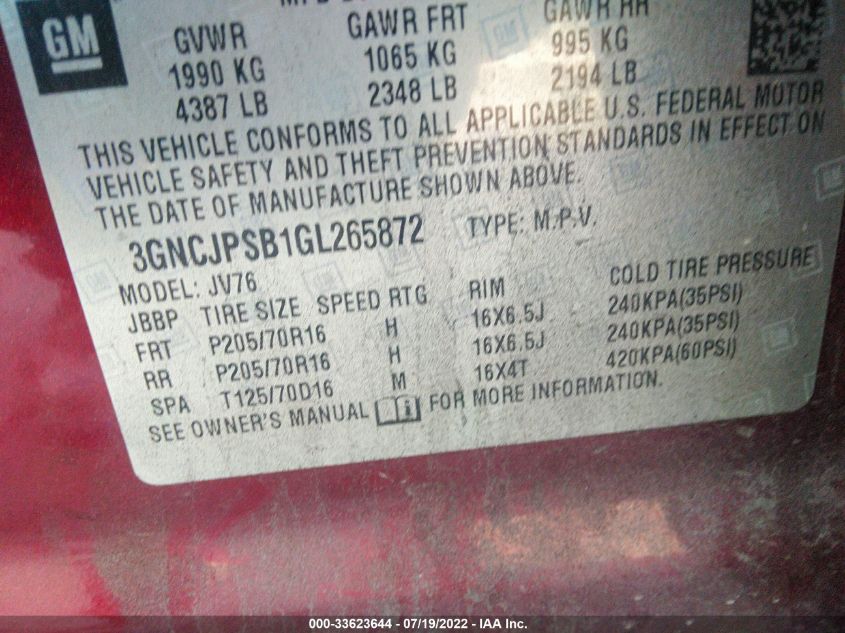 GM
GVWR GAWR FRT GAWR RR
1990 KG 1065 KG 995 KG
4387 LB 2348 LB 2194 LB
THIS VEHICLE CONFORMS TO ALL APPLICABLE U.S. FEDERAL MOTOR
VEHICLE SAFETY AND THEFT PREVENTION STANDARDS IN EFFECT ON
THE DATE OF MANUFACTURE SHOWN ABOVE.
3GNCJPSB1GL265872 TYPE: M.P.V.
MODEL: JV76
JBBP TIRE SIZE SPEED RTG RIM COLD TIRE PRESSURE
FRT P205/70R16 H 16X6.5J 240KPA(35PSI)
RR P205/70R16 H 16X6.5J 240KPA(35PSI)
SPA T125/70D16 M 16X4T 420KPA(60PSI)
SEE OWNER'S MANUAL FOR MORE INFORMATION.
000-33623644 - 07/19/2022 - IAA Inc.